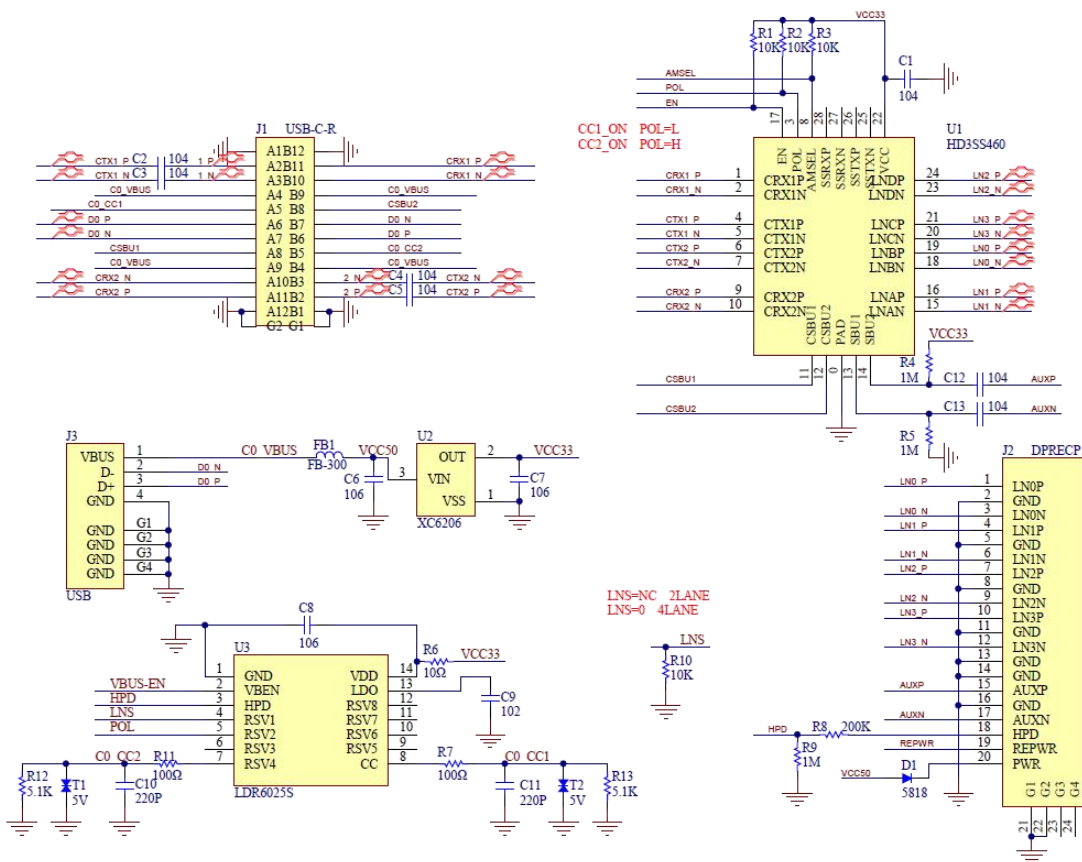 VCC33
R1 R2 R3
10K 10K 10K
C1
104
AMSEL
POL
EN
17 3 8 28 27 26 25 22
CC1_ON POL=L
CC2_ON POL=H
U1
HD3SS460
EN POL AMSEL SSRXP SSRXN SSTXP SSTXN VCC
CRX1_P 1 CRX1P LNDP 24 LN2_P
CRX1_N 2 CRX1N LNDN 23 LN2_N
CTX1_P 4 CTX1P LNCP 21 LN3_P
CTX1_N 5 CTX1N LNCN 20 LN3_N
CTX2_P 6 CTX2P LNBP 19 LN0_P
CTX2_N 7 CTX2N LNBN 18 LN0_N
CRX2_P 9 CRX2P LNAP 16 LN1_P
CRX2_N 10 CRX2N LNAN 15 LN1_N
CSBU1 CSBU2 PAD SBU1 SBU2
11 12 0 13 14
CSBU1
CSBU2
VCC33
R4
1M
C12 104 AUXP
C13 104 AUXN
R5
1M
J1 USB-C-R
A1 B12
CTX1_P C2 104 1_P A2 B11 CRX1_P
CTX1_N C3 104 1_N A3 B10 CRX1_N
C0_VBUS A4 B9 C0_VBUS
C0_CC1 A5 B8 CSBU2
D0_P A6 B7 D0_N
D0_N A7 B6 D0_P
CSBU1 A8 B5 C0_CC2
C0_VBUS A9 B4 C0_VBUS
CRX2_N A10 B3 2_N C4 104 CTX2_N
CRX2_P A11 B2 2_P C5 104 CTX2_P
A12 B1
G2 G1
J3
VBUS 1
D- 2 D0_N
D+ 3 D0_P
GND 4
GND G1
GND G2
GND G3
GND G4
USB
C0_VBUS FB1 VCC50
FB-300
C6
106
U2
OUT 2 VCC33
3 VIN
VSS 1
XC6206
C7
106
LNS=NC 2LANE
LNS=0 4LANE
LNS
R10
10K
C8
106
U3
R6
10Ω
VCC33
1 GND VDD 14
VBUS-EN 2 VBEN LDO 13
HPD 3 HPD RSV8 12
LNS 4 RSV1 RSV7 11
POL 5 RSV2 RSV6 10
6 RSV3 RSV5 9
7 RSV4 CC 8
LDR6025S
C9
102
C0_CC2 R11
100Ω
R12
5.1K
T1
5V
C10
220P
R7 C0_CC1
100Ω
C11
220P
T2
5V
R13
5.1K
J2 DPRECP
LN0_P 1 LN0P
2 GND
LN0_N 3 LN0N
LN1_P 4 LN1P
5 GND
LN1_N 6 LN1N
LN2_P 7 LN2P
8 GND
LN2_N 9 LN2N
LN3_P 10 LN3P
11 GND
LN3_N 12 LN3N
13 GND
14 GND
AUXP 15 AUXP
16 GND
AUXN 17 AUXN
18 HPD
REPWR 19 REPWR
20 PWR
HPD R8 200K
R9
1M
VCC50 D1
5818
G1 G2 G3 G4
21 22 23 24